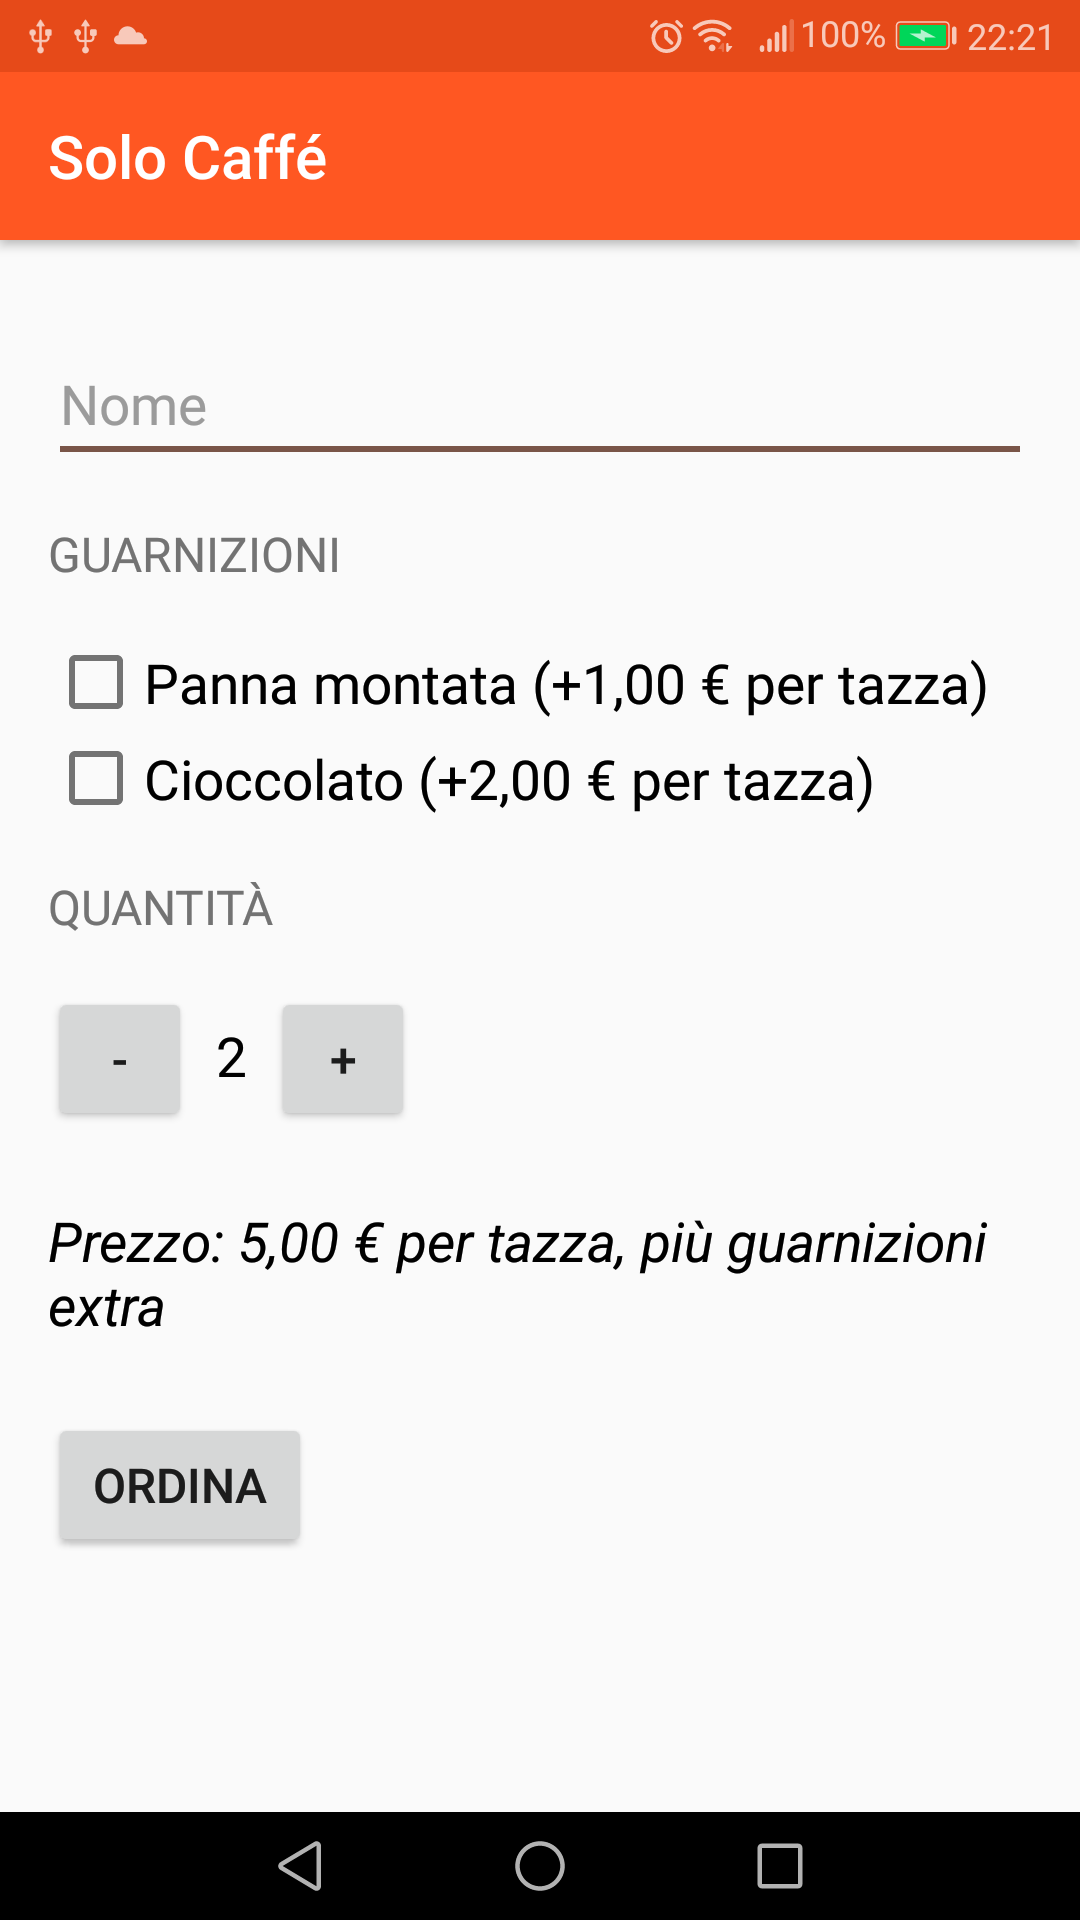 100% 22:21
Solo Caffé
Nome
GUARNIZIONI
Panna montata (+1,00 € per tazza)
Cioccolato (+2,00 € per tazza)
QUANTITÀ
- 2 +
Prezzo: 5,00 € per tazza, più guarnizioni
extra
ORDINA